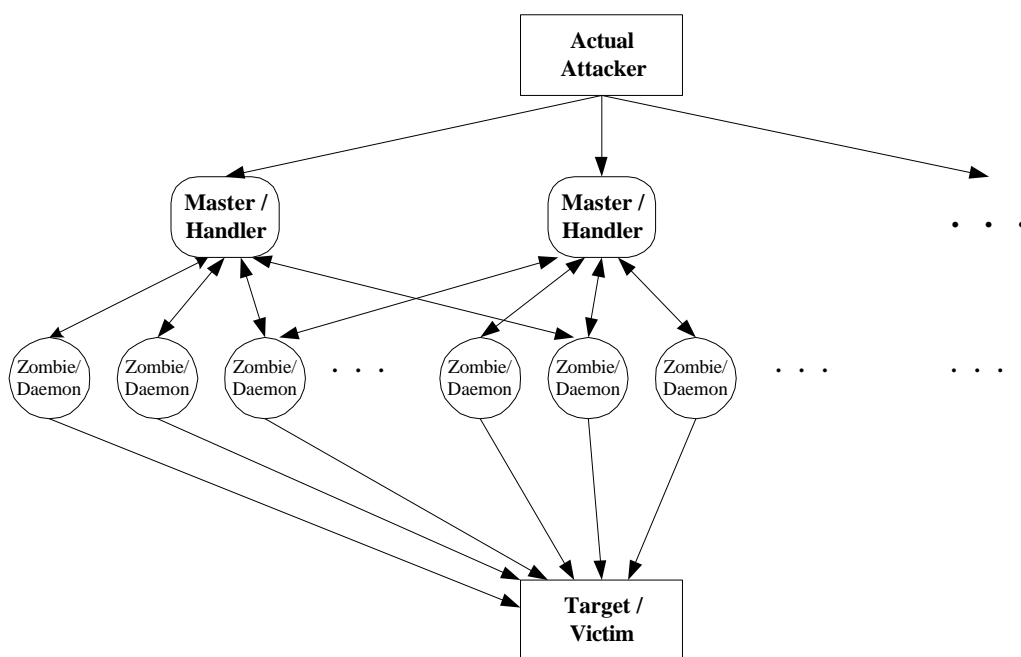 Actual
Attacker
Master /
Handler
Master /
Handler
. . .
Zombie/
Daemon
Zombie/
Daemon
Zombie/
Daemon
. . .
Zombie/
Daemon
Zombie/
Daemon
Zombie/
Daemon
. . .
. . .
Target /
Victim